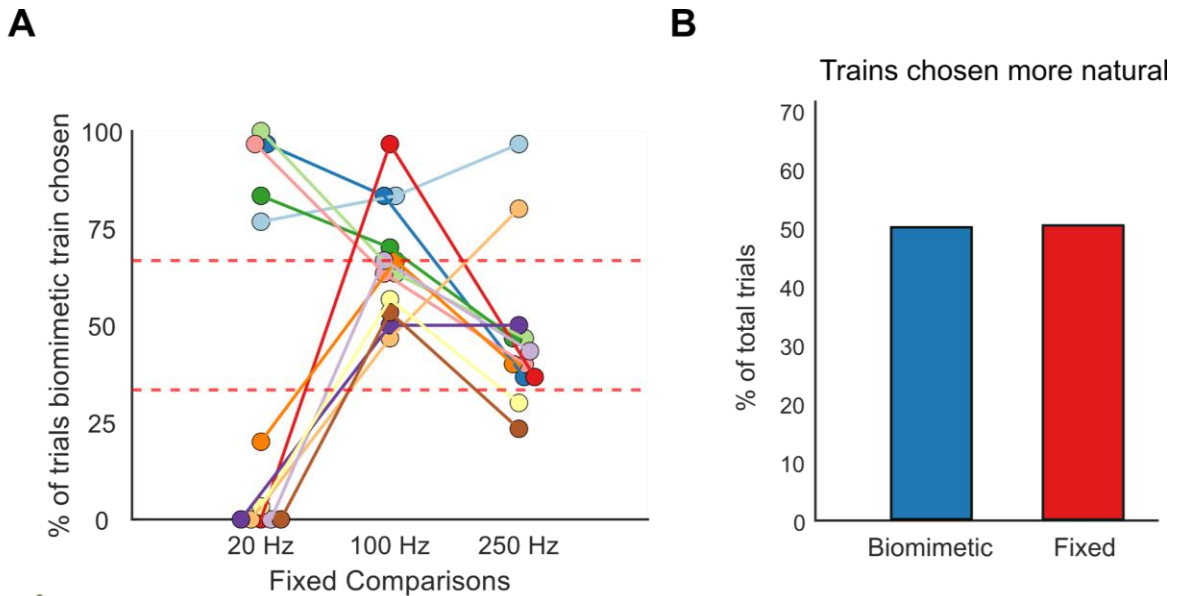 A
% of trials biomimetic train chosen
100
75
50
25
0
20 Hz
100 Hz
250 Hz
Fixed Comparisons
B
Trains chosen more natural
% of total trials
70
60
50
40
30
20
10
0
Biomimetic
Fixed